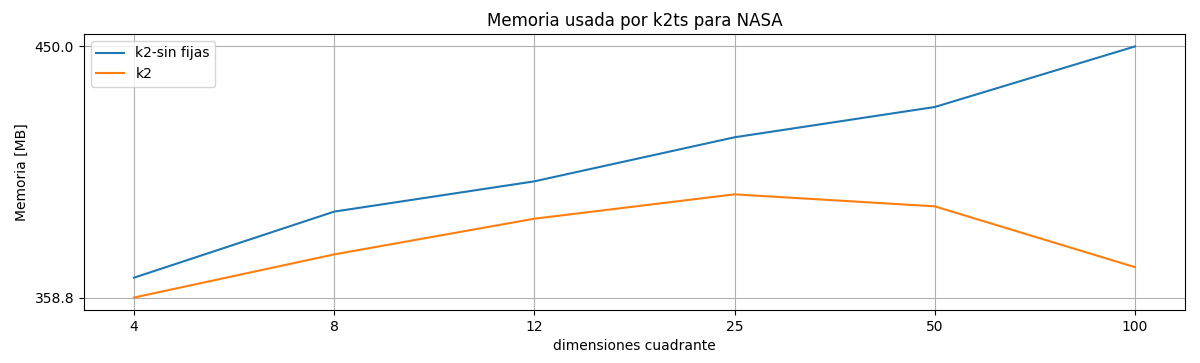 Memoria usada por k2ts para NASA
450.0
k2-sin fijas
k2
Memoria [MB]
358.8
4 8 12 25 50 100
dimensiones cuadrante